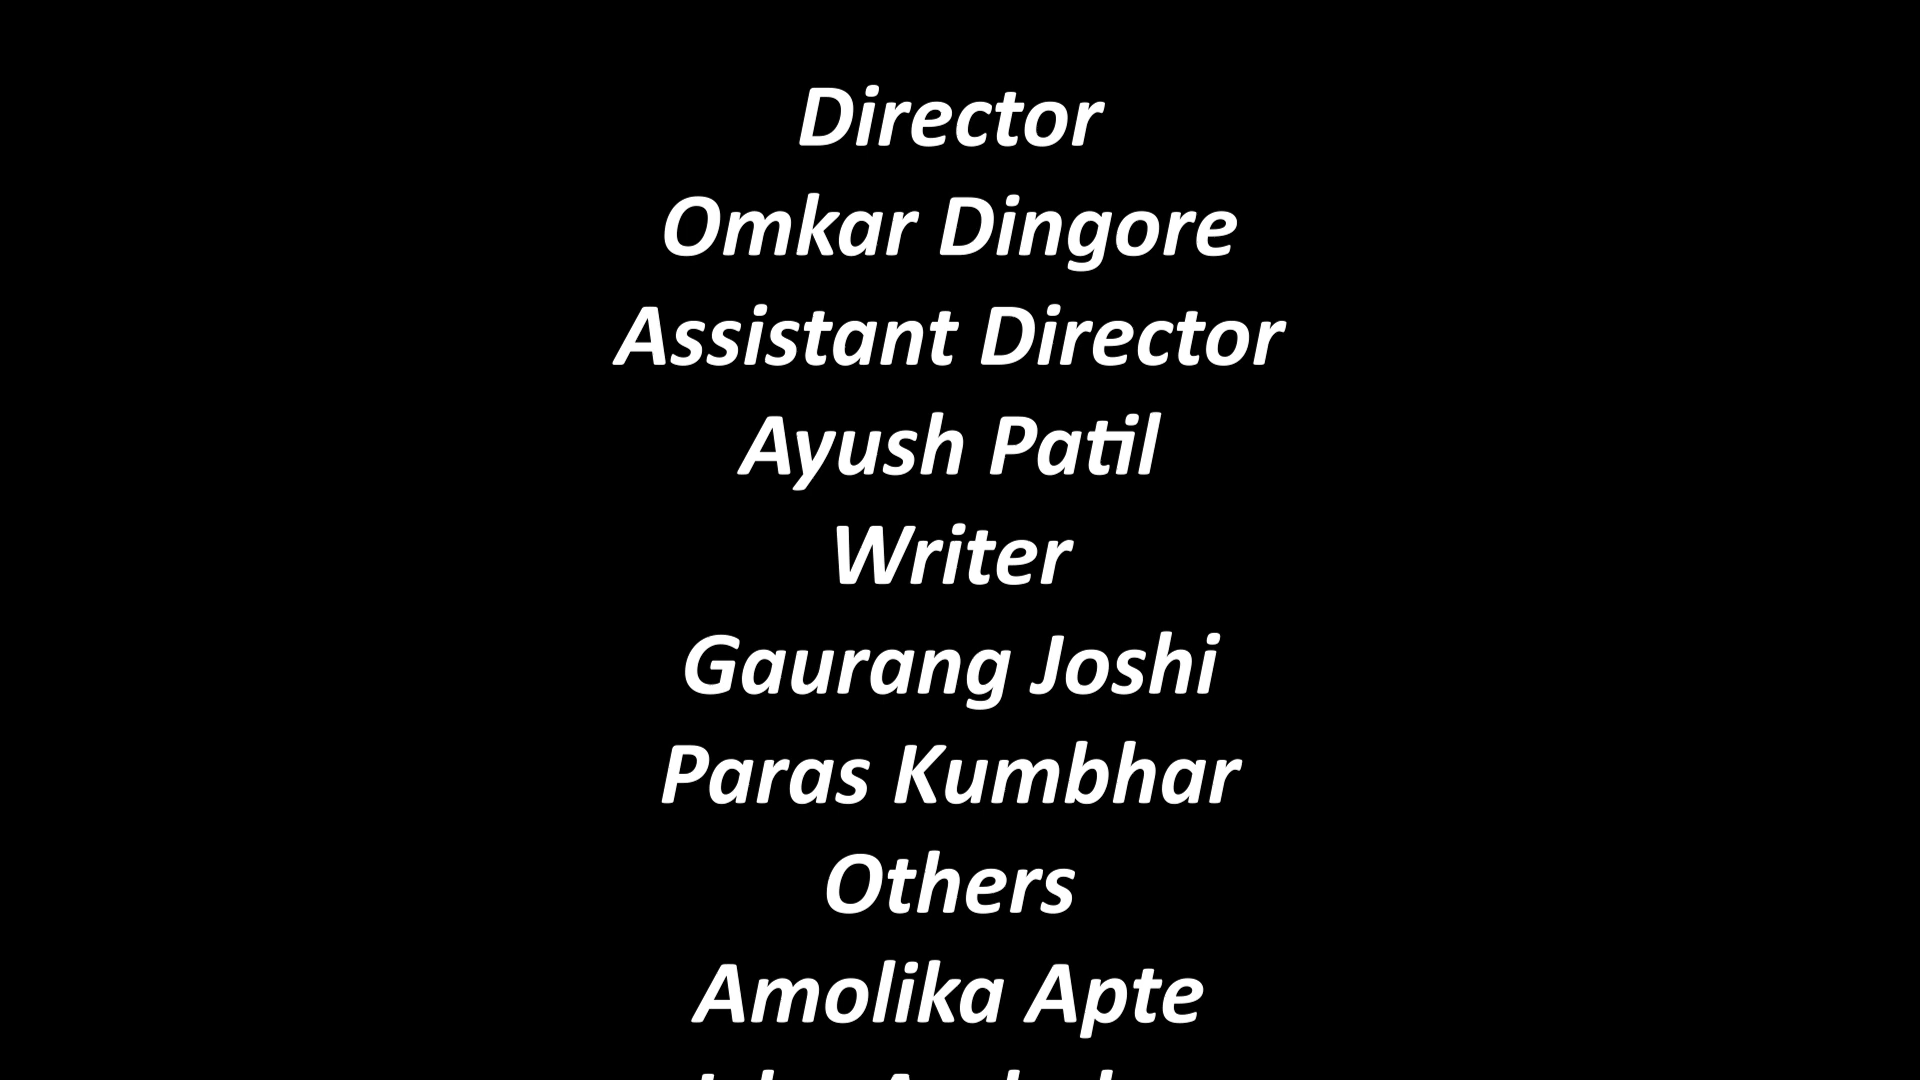 Director
Omkar Dingore
Assistant Director
Ayush Patil
Writer
Gaurang Joshi
Paras Kumbhar
Others
Amolika Apte